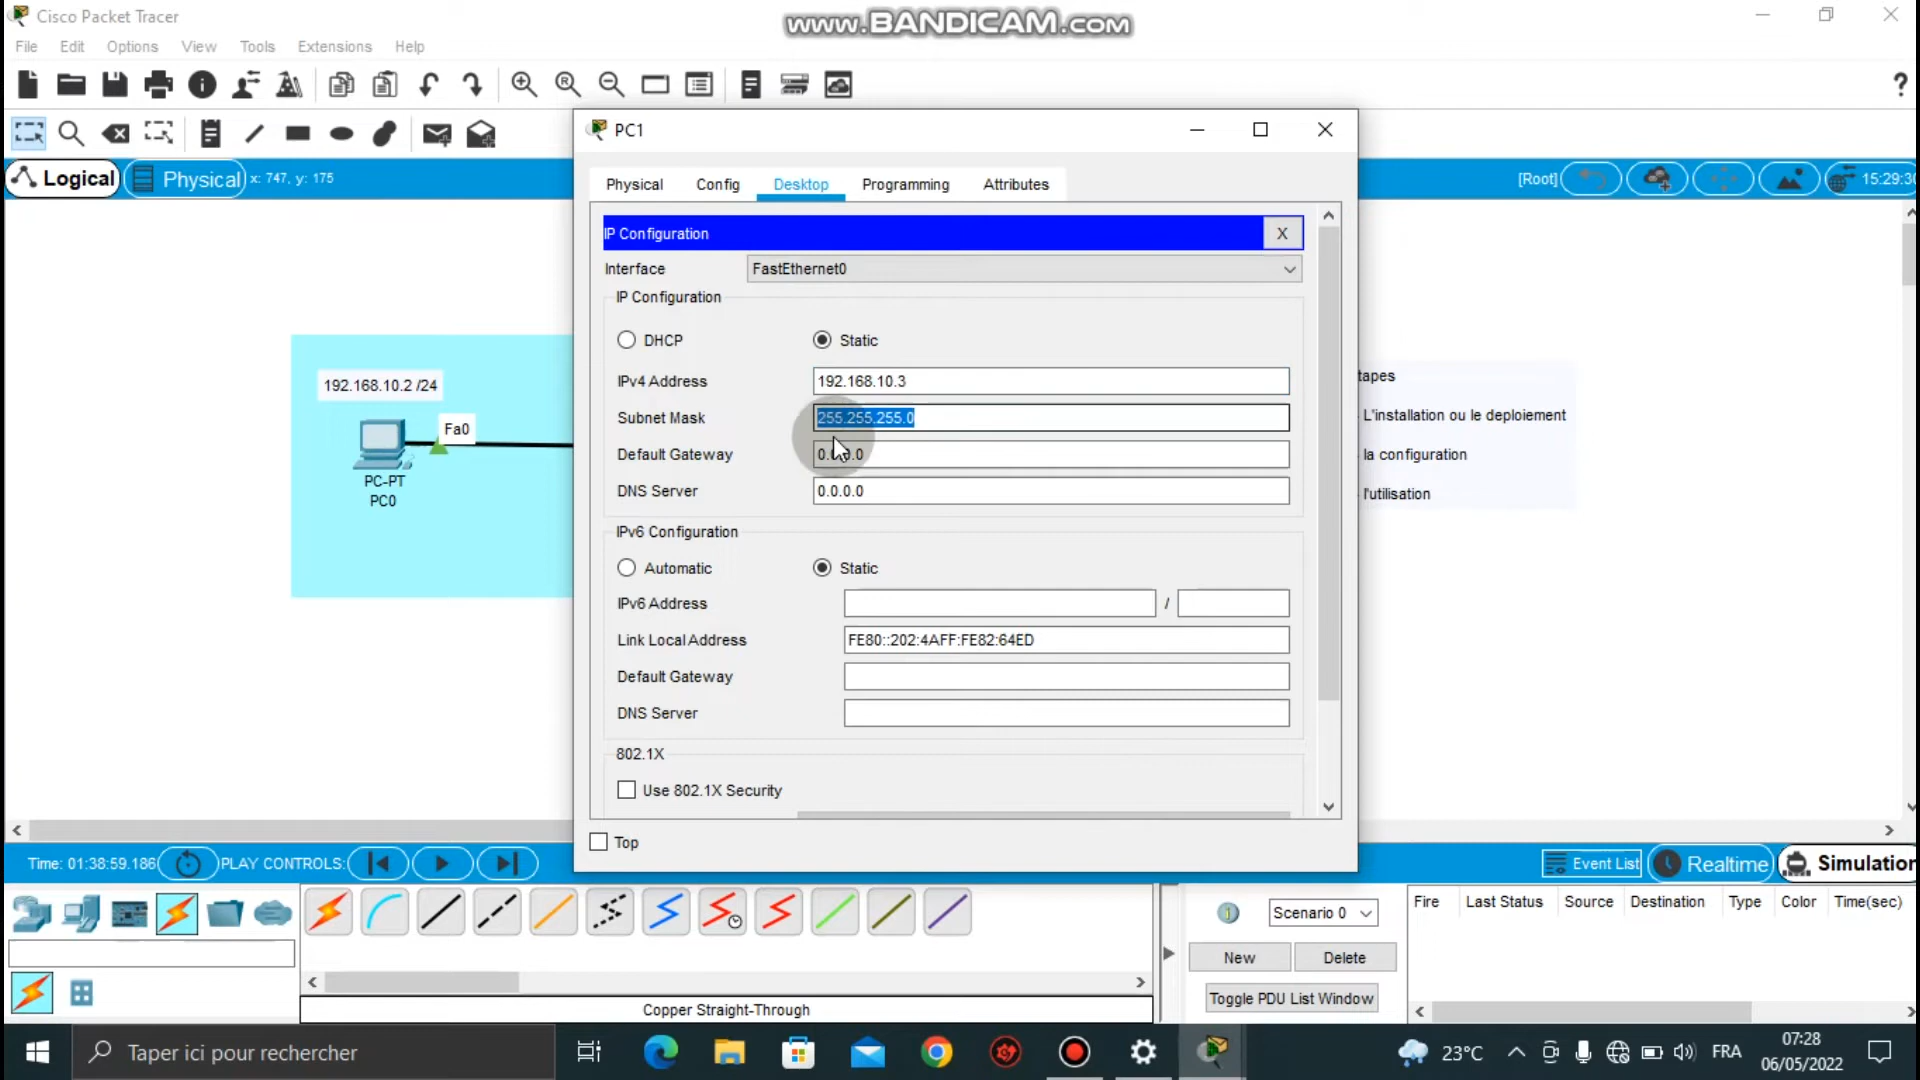 Cisco Packet Tracer
www.BANDICAM.com
File Edit Options View Tools Extensions Help
?
Logical Physical x: 747, y: 175
[Root] 15:29:30
PC1
Physical Config Desktop Programming Attributes
IP Configuration X
Interface FastEthernet0
IP Configuration
DHCP Static
IPv4 Address 192.168.10.3
Subnet Mask 255.255.255.0
Default Gateway 0.0.0.0
DNS Server 0.0.0.0
IPv6 Configuration
Automatic Static
IPv6 Address /
Link Local Address FE80::202:4AFF:FE82:64ED
Default Gateway
DNS Server
802.1X
Use 802.1X Security
Top
192.168.10.2 /24
Fa0
PC-PT
PC0
tapes
L'installation ou le deploiement
la configuration
l'utilisation
Time: 01:38:59.186 PLAY CONTROLS:
Event List Realtime Simulation
Scenario 0
New Delete
Toggle PDU List Window
Fire Last Status Source Destination Type Color Time(sec)
Copper Straight-Through
Taper ici pour rechercher
23°C FRA
07:28
06/05/2022